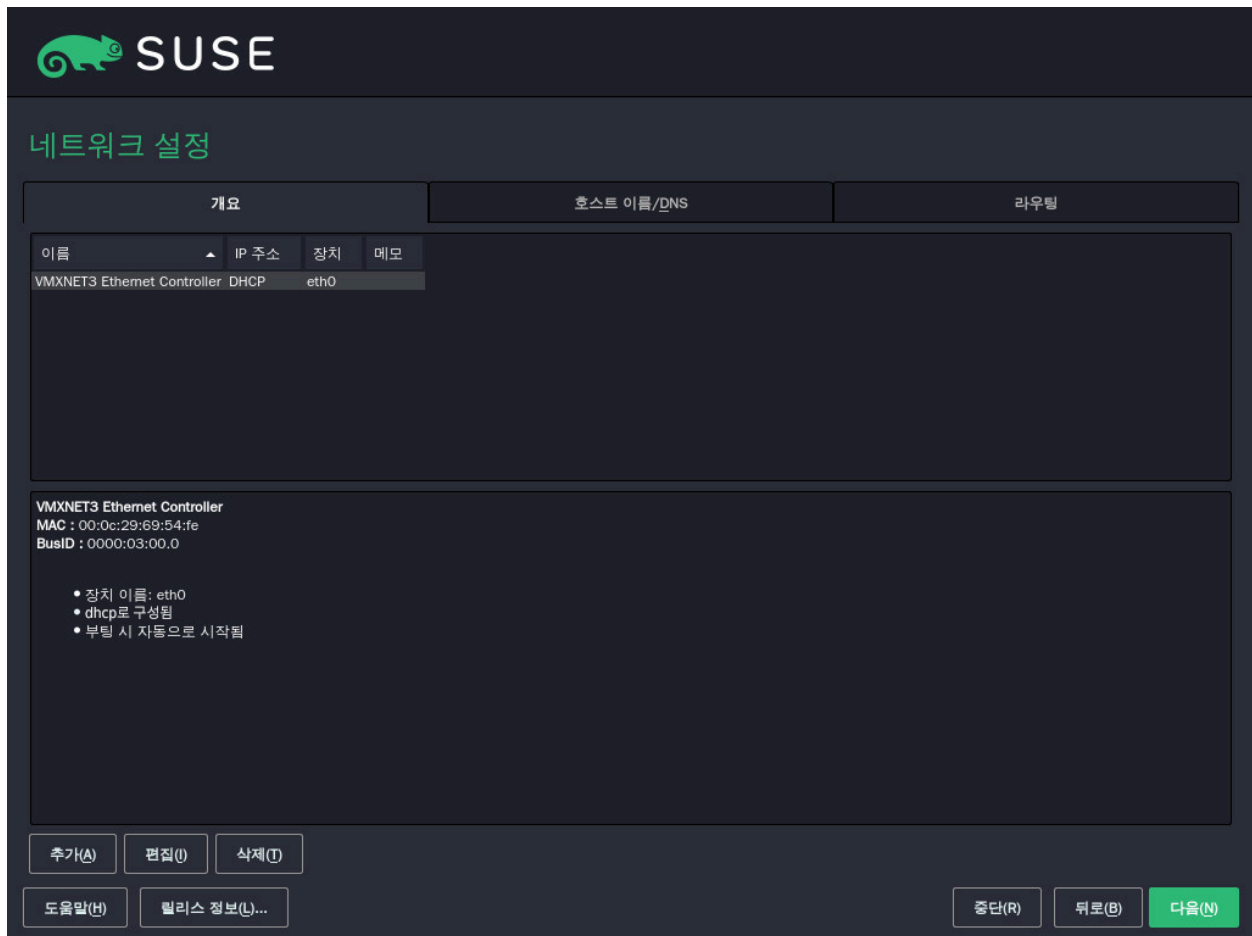 SUSE
네트워크 설정
개요 호스트 이름/DNS 라우팅
이름 IP 주소 장치 메모
VMXNET3 Ethernet Controller DHCP eth0
VMXNET3 Ethernet Controller
MAC : 00:0c:29:69:54:fe
BusID : 0000:03:00.0
• 장치 이름: eth0
• dhcp로 구성됨
• 부팅 시 자동으로 시작됨
추가(A) 편집(I) 삭제(T)
도움말(H) 릴리스 정보(L)... 중단(R) 뒤로(B) 다음(N)